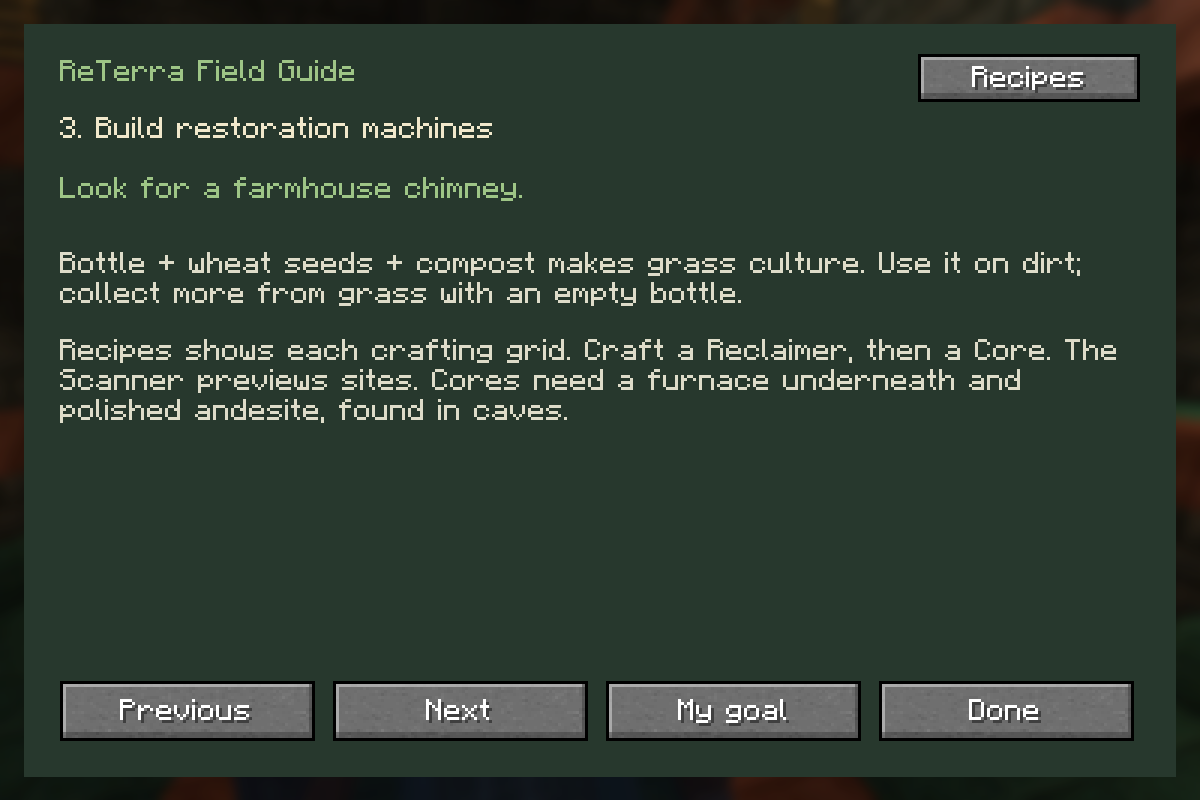 ReTerra Field Guide
Recipes
3. Build restoration machines
Look for a farmhouse chimney.
Bottle + wheat seeds + compost makes grass culture. Use it on dirt;
collect more from grass with an empty bottle.
Recipes shows each crafting grid. Craft a Reclaimer, then a Core. The
Scanner previews sites. Cores need a furnace underneath and
polished andesite, found in caves.
Previous
Next
My goal
Done